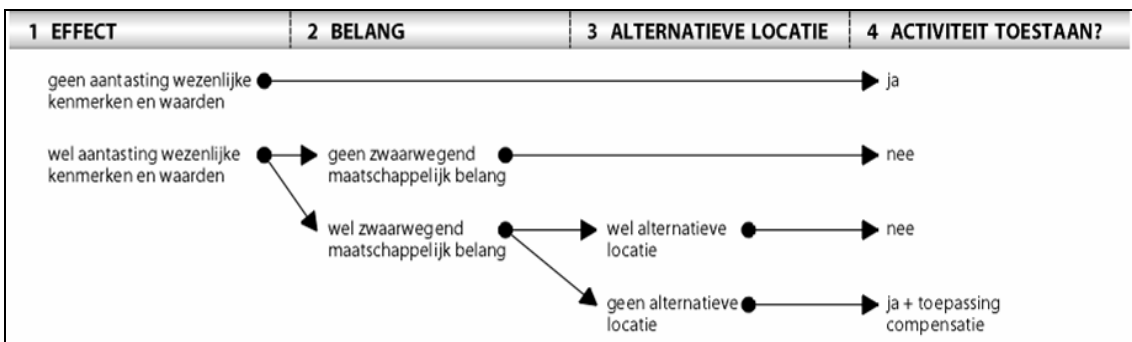 1 EFFECT
2 BELANG
3 ALTERNATIEVE LOCATIE
4 ACTIVITEIT TOESTAAN?
geen aantasting wezenlijke
kenmerken en waarden
ja
wel aantasting wezenlijke
kenmerken en waarden
geen zwaarwegend
maatschappelijk belang
nee
wel zwaarwegend
maatschappelijk belang
wel alternatieve
locatie
nee
geen alternatieve
locatie
ja + toepassing
compensatie